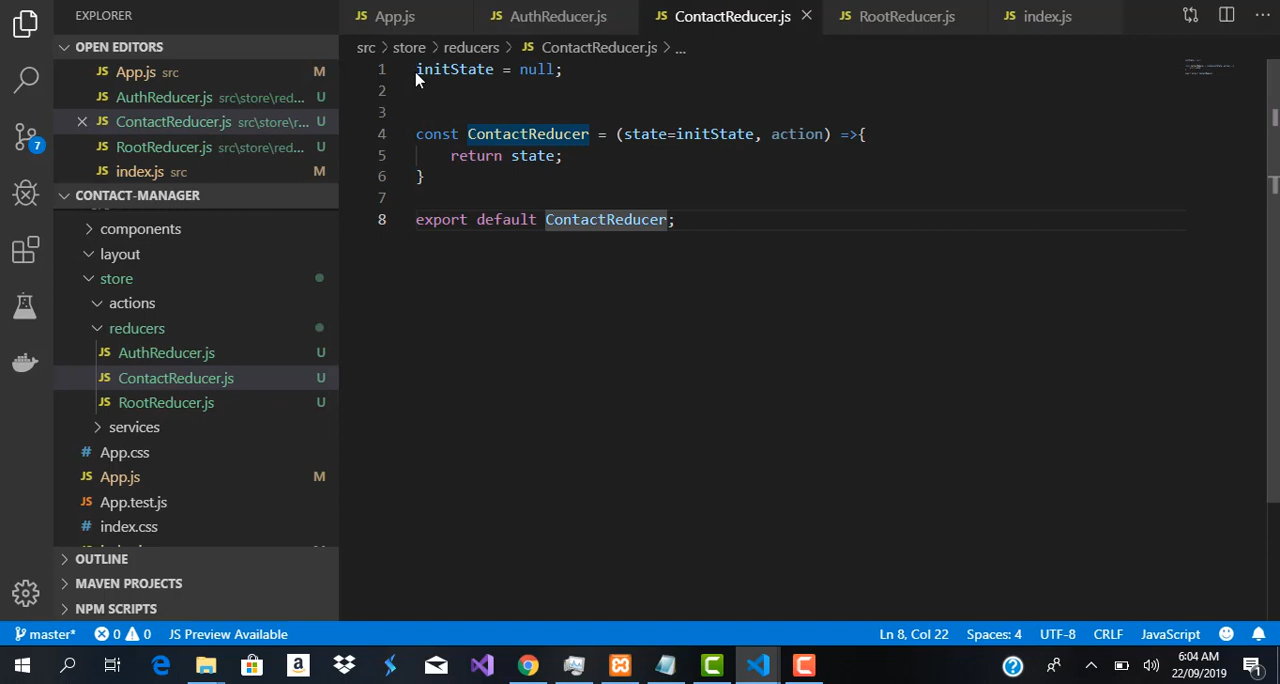 EXPLORER
App.js
AuthReducer.js
ContactReducer.js
RootReducer.js
index.js
OPEN EDITORS
App.js src M
AuthReducer.js src\store\red... U
ContactReducer.js src\store\r... U
RootReducer.js src\store\red... U
index.js src M
CONTACT-MANAGER
components
layout
store
actions
reducers
AuthReducer.js U
ContactReducer.js U
RootReducer.js U
services
App.css
App.js M
App.test.js
index.css
OUTLINE
MAVEN PROJECTS
NPM SCRIPTS
7
src > store > reducers > JS ContactReducer.js > ...
1 initState = null;
2
3
4 const ContactReducer = (state=initState, action) =>{
5 return state;
6 }
7
8 export default ContactReducer;
master* 0 0 JS Preview Available Ln 8, Col 22 Spaces: 4 UTF-8 CRLF JavaScript
6:04 AM
22/09/2019